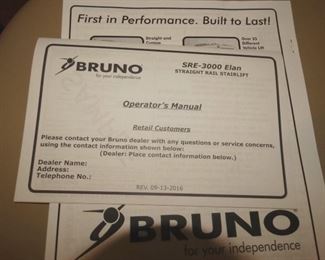 First in Performance. Built to Last!
Straight and
Over 35
Different
Vehicle Lift
BRUNO
for your independence
SRE-3000 Elan
STRAIGHT RAIL STAIRLIFT
Operator's Manual
Retail Customers
Please contact your Bruno dealer with any questions or service concerns,
using the contact information shown below:
(Dealer: Place contact information below.)
Dealer Name:
Address:
Telephone No.:
REV. 09-13-2016
BRUNO
for your independence